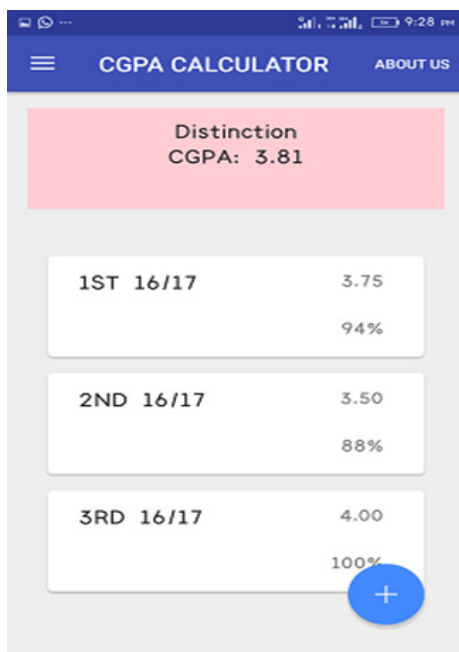 9:28 PM
CGPA CALCULATOR ABOUT US
Distinction
CGPA: 3.81
1ST 16/17 3.75
94%
2ND 16/17 3.50
88%
3RD 16/17 4.00
100%
+